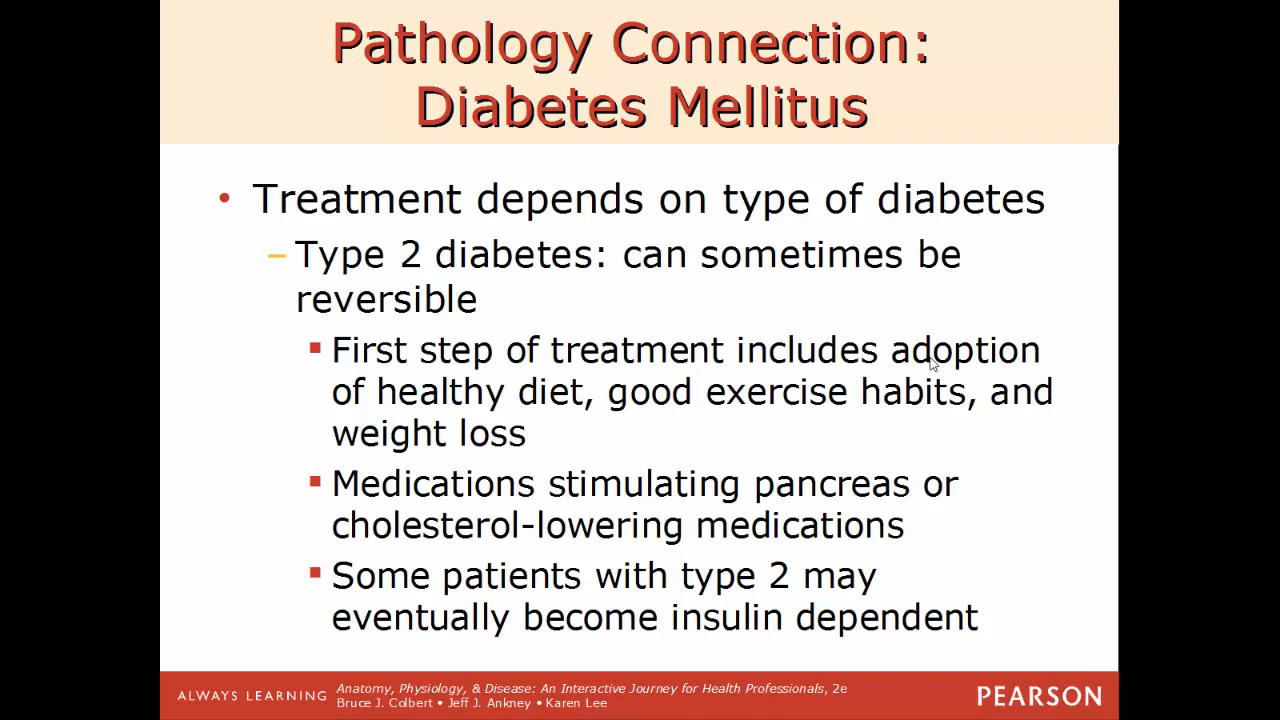 Pathology Connection:
Diabetes Mellitus
• Treatment depends on type of diabetes
– Type 2 diabetes: can sometimes be
reversible
▪ First step of treatment includes adoption
of healthy diet, good exercise habits, and
weight loss
▪ Medications stimulating pancreas or
cholesterol-lowering medications
▪ Some patients with type 2 may
eventually become insulin dependent
ALWAYS LEARNING
Anatomy, Physiology, & Disease: An Interactive Journey for Health Professionals, 2e
Bruce J. Colbert • Jeff J. Ankney • Karen Lee
PEARSON